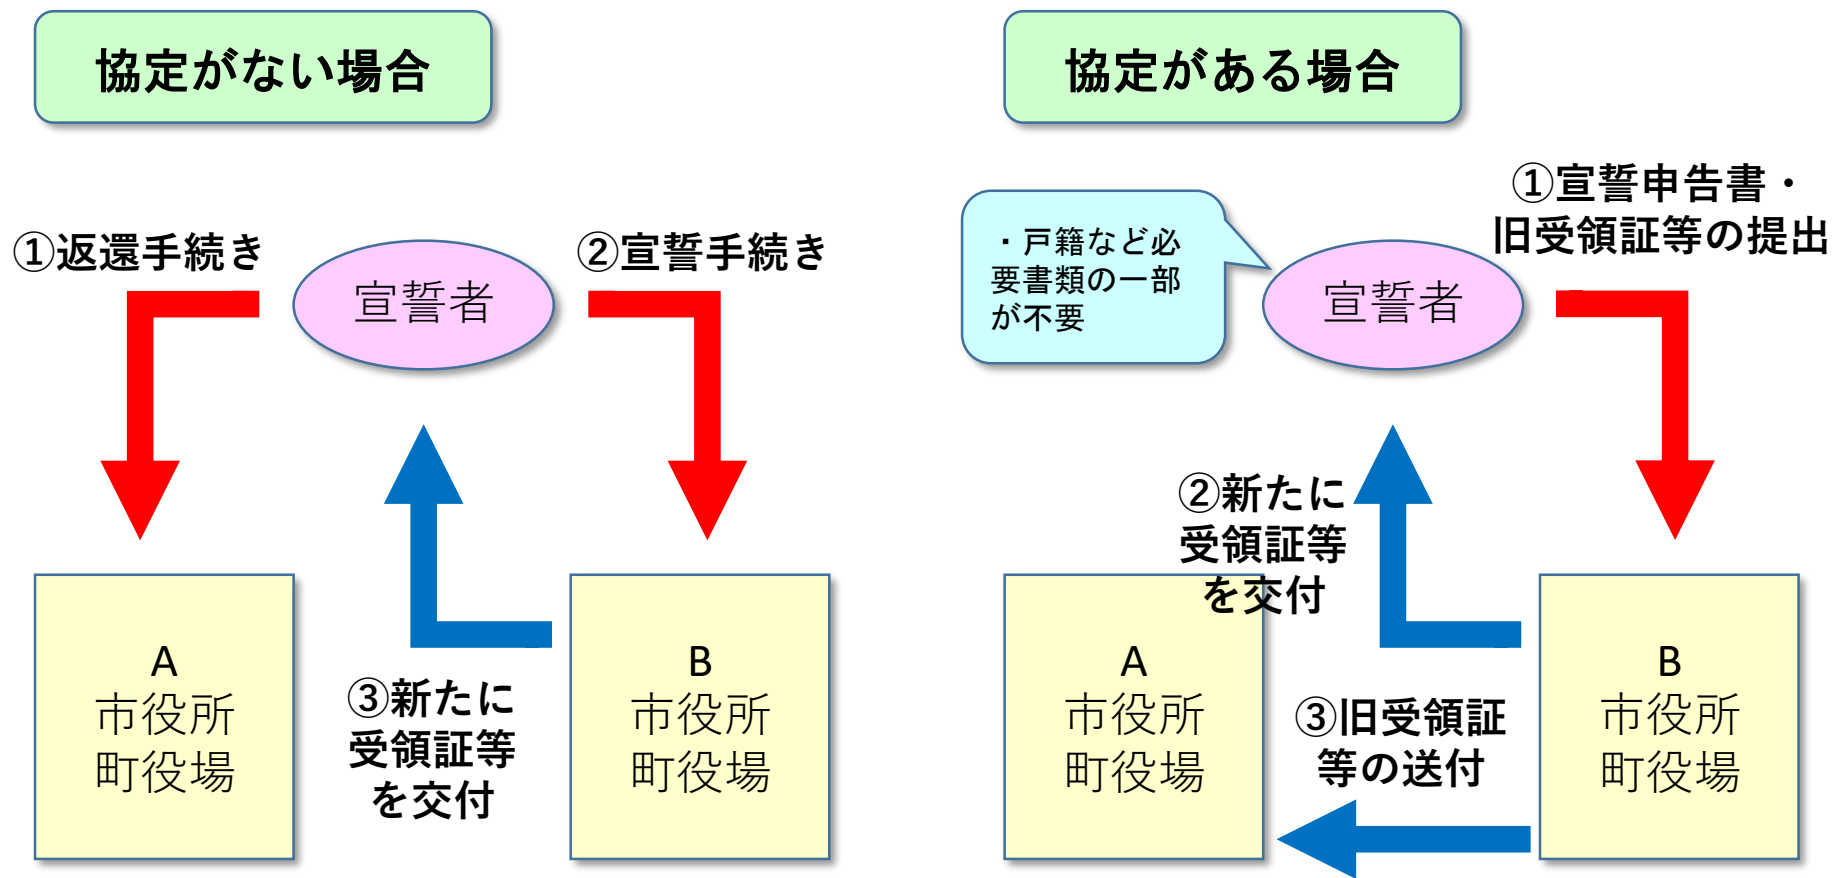 協定がない場合
①返還手続き
宣誓者
②宣誓手続き
A
市役所
町役場
③新たに
受領証等
を交付
B
市役所
町役場
協定がある場合
・戸籍など必
要書類の一部
が不要
宣誓者
①宣誓申告書・
旧受領証等の提出
②新たに
受領証等
を交付
A
市役所
町役場
③旧受領証
等の送付
B
市役所
町役場